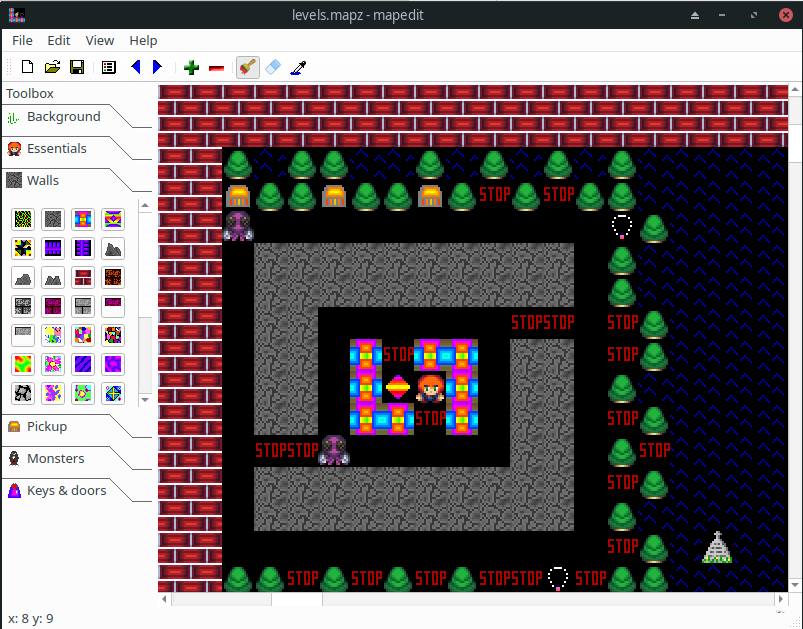 levels.mapz - mapedit
File Edit View Help
Toolbox
Background
Essentials
Walls
Pickup
Monsters
Keys & doors
STOP STOP
STOPSTOP STOP
STOP STOP
STOP STOP
STOPSTOP STOP
STOP
STOP
STOP STOP STOP STOPSTOP STOP
x: 8 y: 9